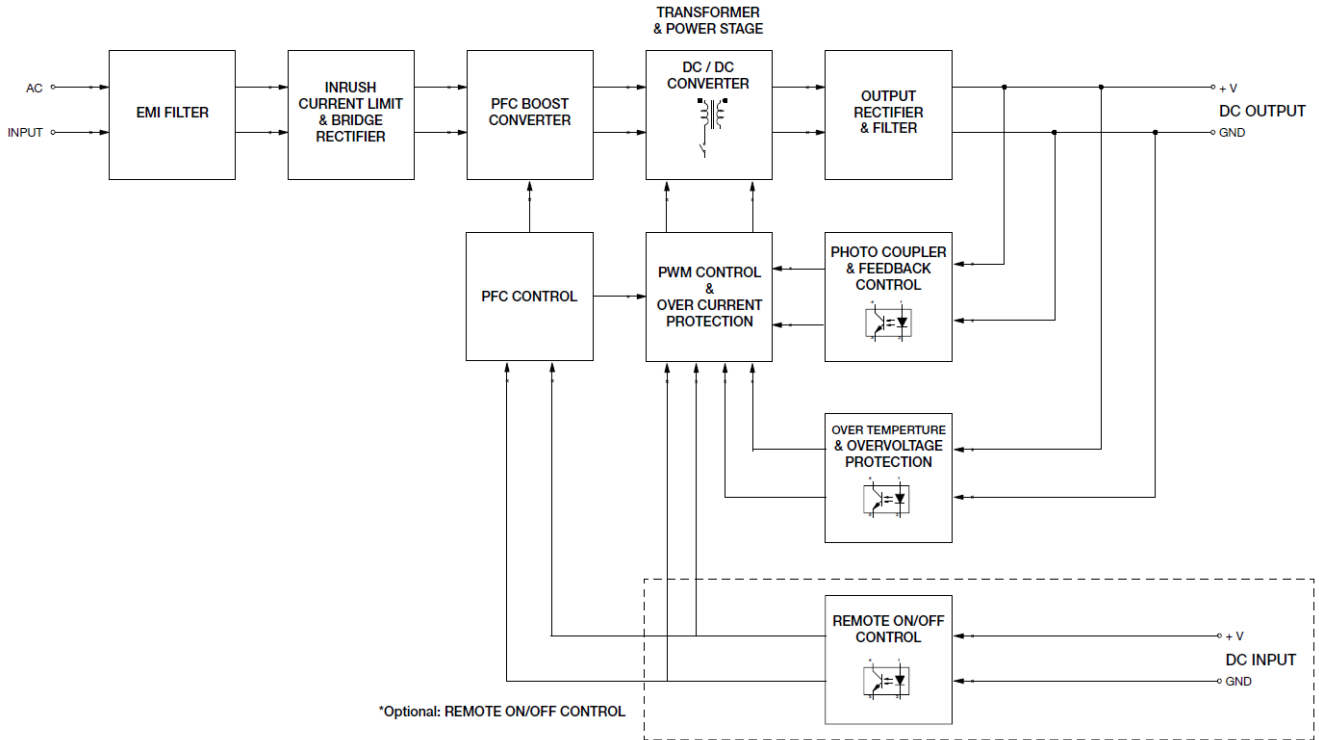 TRANSFORMER
& POWER STAGE
AC
INPUT
EMI FILTER
INRUSH
CURRENT LIMIT
& BRIDGE
RECTIFIER
PFC BOOST
CONVERTER
DC / DC
CONVERTER
OUTPUT
RECTIFIER
& FILTER
+ V
DC OUTPUT
GND
PFC CONTROL
PWM CONTROL
&
OVER CURRENT
PROTECTION
PHOTO COUPLER
& FEEDBACK
CONTROL
OVER TEMPERTURE
& OVERVOLTAGE
PROTECTION
REMOTE ON/OFF
CONTROL
+ V
DC INPUT
GND
*Optional: REMOTE ON/OFF CONTROL